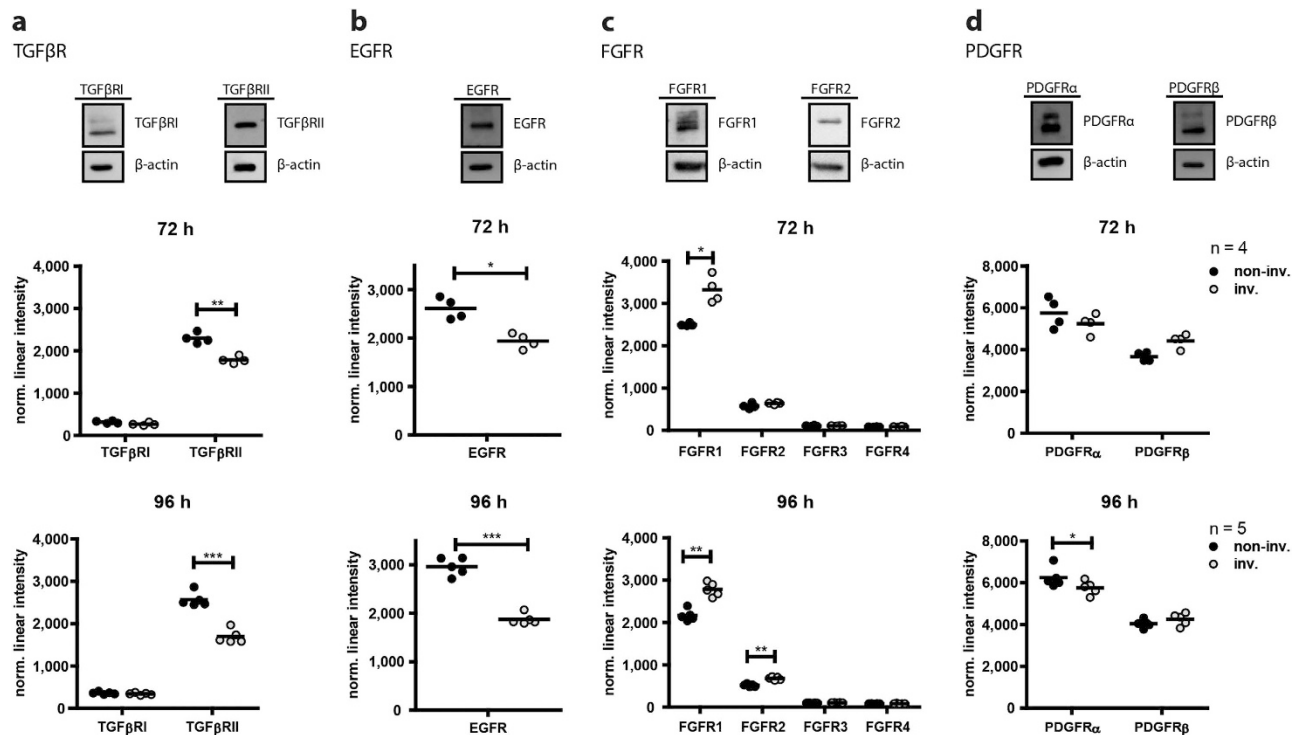 a
TGFβR
TGFβRI
TGFβRI
β-actin
TGFβRII
TGFβRII
β-actin
72 h
norm. linear intensity
4,000
3,000
2,000
1,000
0
**
TGFβRI TGFβRII
96 h
norm. linear intensity
4,000
3,000
2,000
1,000
0
***
TGFβRI TGFβRII
b
EGFR
EGFR
EGFR
β-actin
72 h
norm. linear intensity
3,000
2,000
1,000
0
*
EGFR
96 h
norm. linear intensity
3,000
2,000
1,000
0
***
EGFR
c
FGFR
FGFR1
FGFR1
β-actin
FGFR2
FGFR2
β-actin
72 h
norm. linear intensity
4,000
3,000
2,000
1,000
0
*
FGFR1 FGFR2 FGFR3 FGFR4
96 h
norm. linear intensity
4,000
3,000
2,000
1,000
0
**
**
FGFR1 FGFR2 FGFR3 FGFR4
d
PDGFR
PDGFRα
PDGFRα
β-actin
PDGFRβ
PDGFRβ
β-actin
72 h
norm. linear intensity
8,000
6,000
4,000
2,000
0
PDGFRα PDGFRβ
n = 4
non-inv.
inv.
96 h
norm. linear intensity
8,000
6,000
4,000
2,000
0
*
PDGFRα PDGFRβ
n = 5
non-inv.
inv.